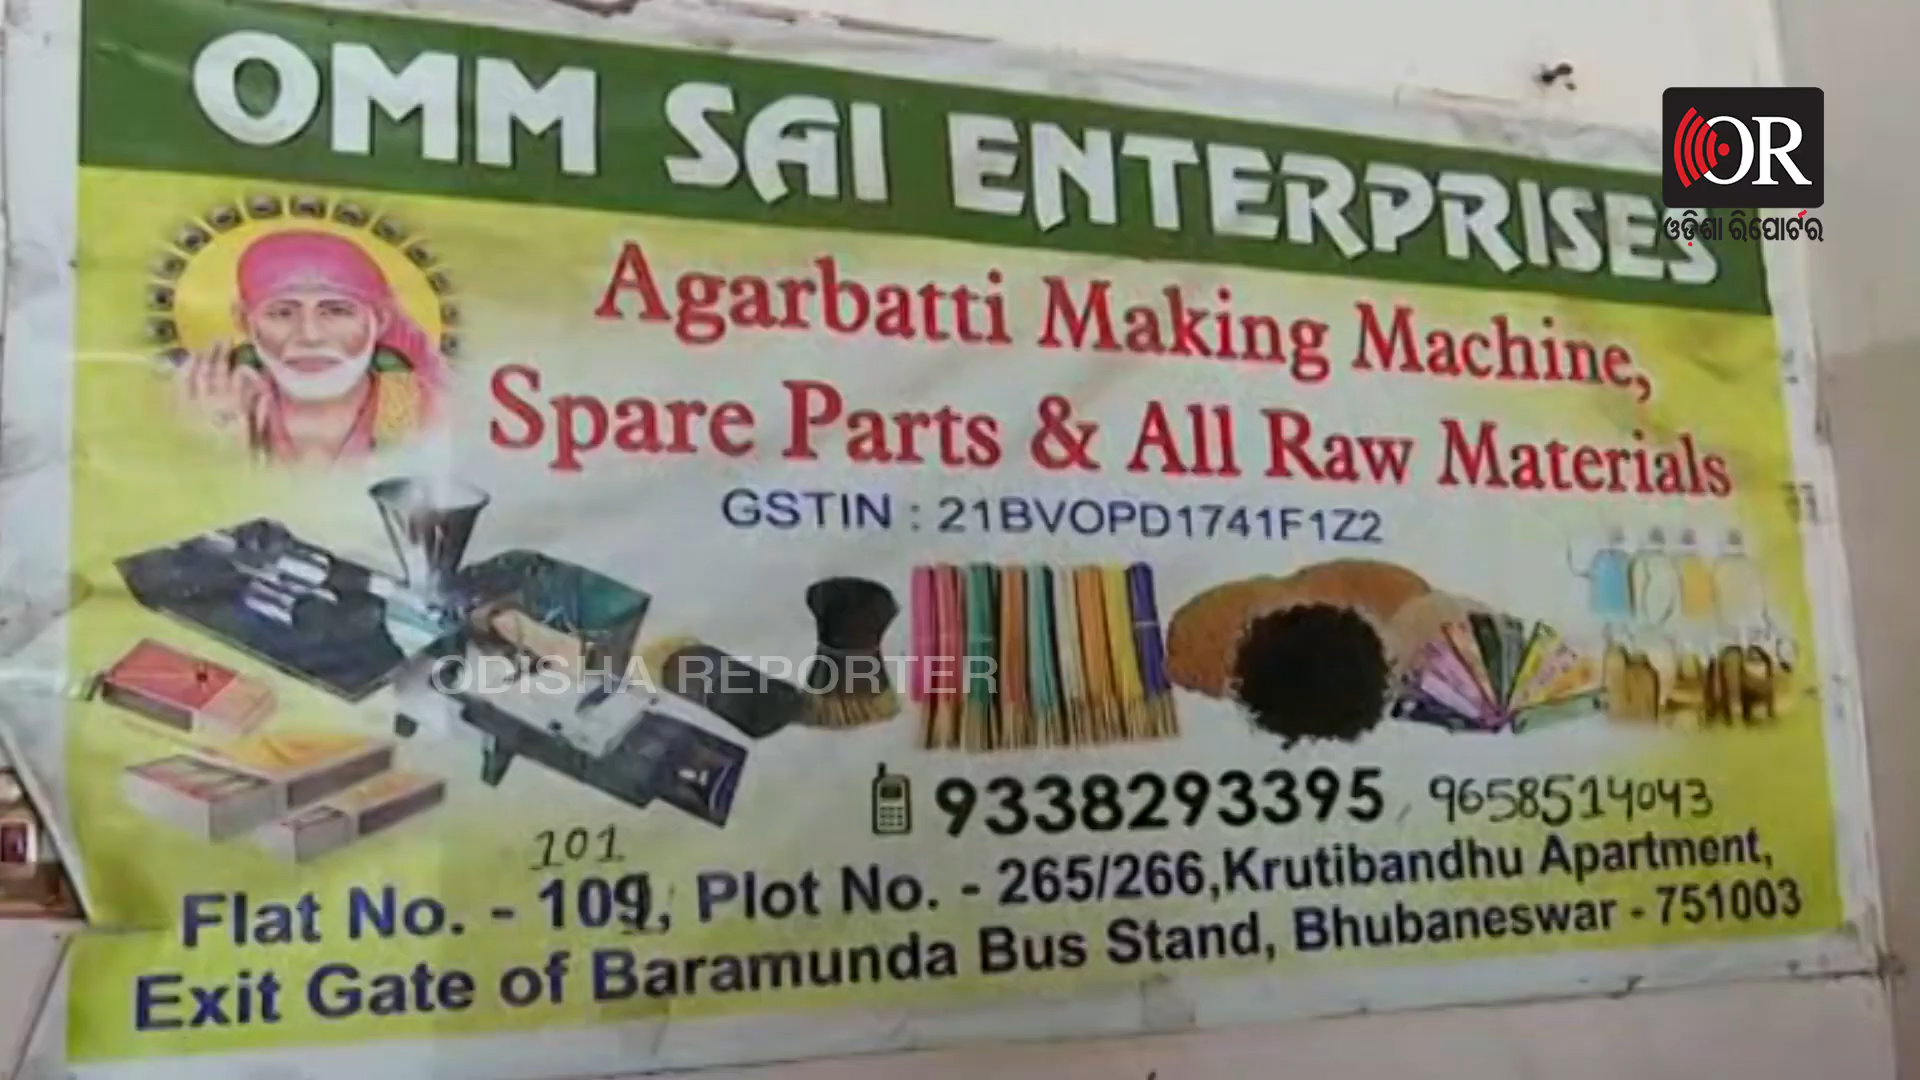 OMM SAI ENTERPRISES
OR
ଓଡ଼ିଶା ରିପୋର୍ଟର
Agarbatti Making Machine,
Spare Parts & All Raw Materials
GSTIN : 21BVOPD1741F1Z2
ODISHA REPORTER
9338293395, 9658514043
101
Flat No. - 109, Plot No. - 265/266,Krutibandhu Apartment,
Exit Gate of Baramunda Bus Stand, Bhubaneswar - 751003